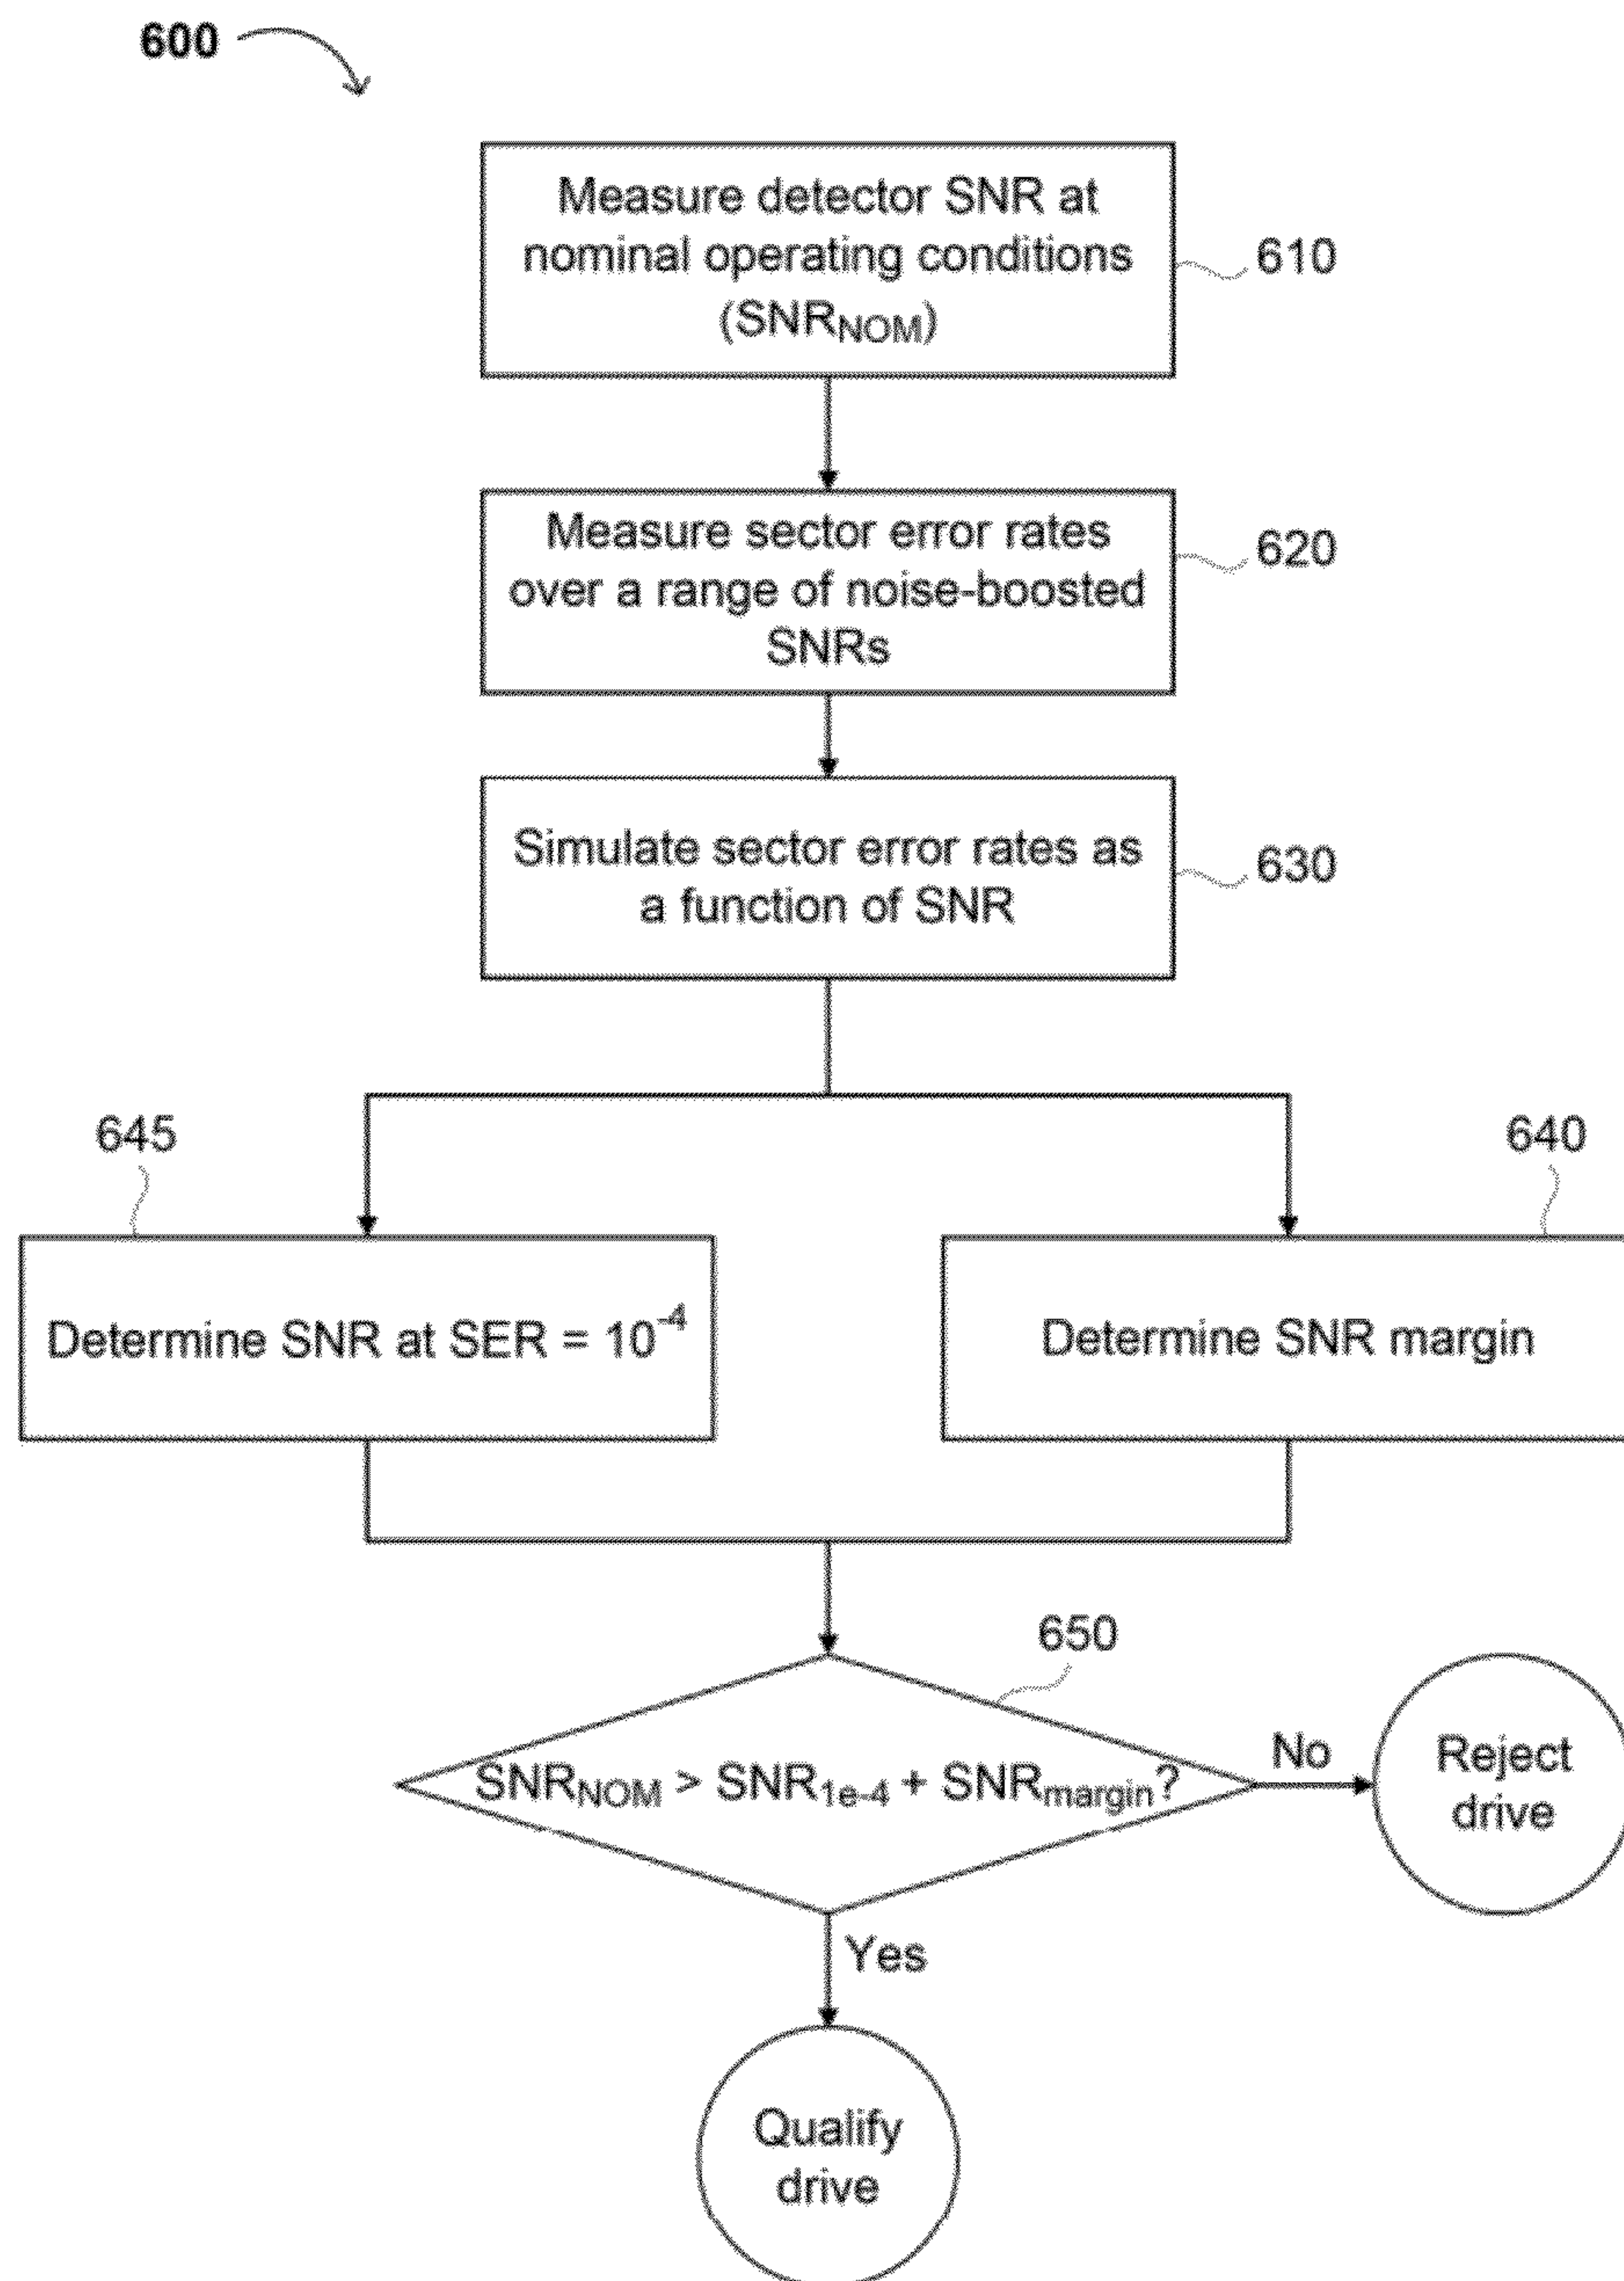 600
Measure detector SNR at
nominal operating conditions
(SNRNOM)
610
Measure sector error rates
over a range of noise-boosted
SNRs
620
Simulate sector error rates as
a function of SNR
630
645
640
Determine SNR at SER = 10-4
Determine SNR margin
650
SNRNOM > SNR1e-4 + SNRmargin?
No
Reject
drive
Yes
Qualify
drive